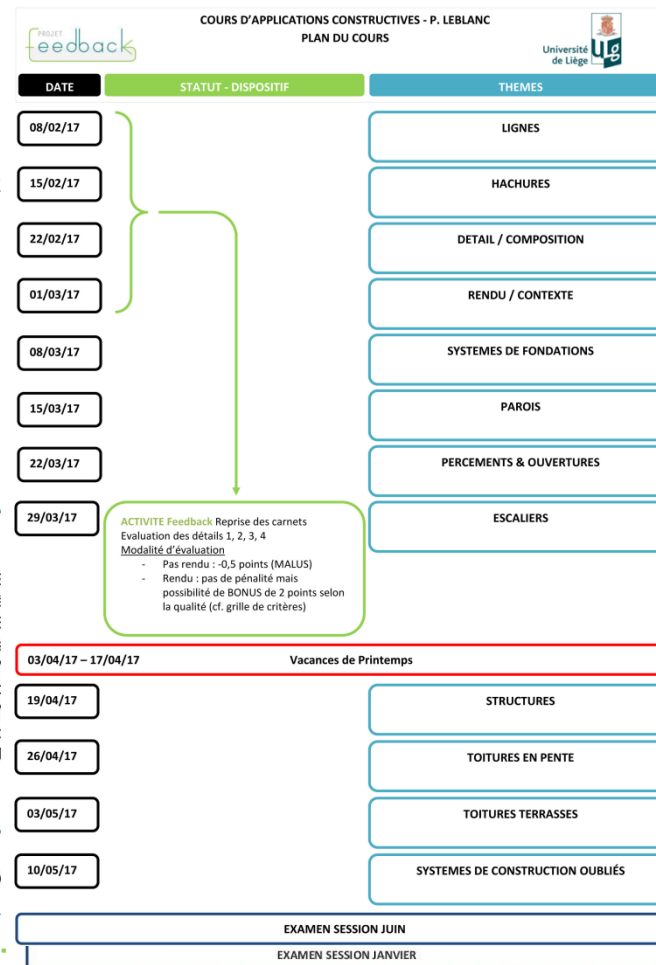 COURS D'APPLICATIONS CONSTRUCTIVES - P. LEBLANC
PLAN DU COURS
PROJET
Feedback
Université
de Liège
ULg
DATE
STATUT - DISPOSITIF
THEMES
08/02/17
LIGNES
15/02/17
HACHURES
22/02/17
DETAIL / COMPOSITION
01/03/17
RENDU / CONTEXTE
08/03/17
SYSTEMES DE FONDATIONS
15/03/17
PAROIS
22/03/17
PERCEMENTS & OUVERTURES
29/03/17
ESCALIERS
ACTIVITE Feedback Reprise des carnets
Evaluation des détails 1, 2, 3, 4
Modalité d'évaluation
- Pas rendu : -0,5 points (MALUS)
- Rendu : pas de pénalité mais
possibilité de BONUS de 2 points selon
la qualité (cf. grille de critères)
03/04/17 – 17/04/17
Vacances de Printemps
19/04/17
STRUCTURES
26/04/17
TOITURES EN PENTE
03/05/17
TOITURES TERRASSES
10/05/17
SYSTEMES DE CONSTRUCTION OUBLIÉS
EXAMEN SESSION JUIN
EXAMEN SESSION JANVIER